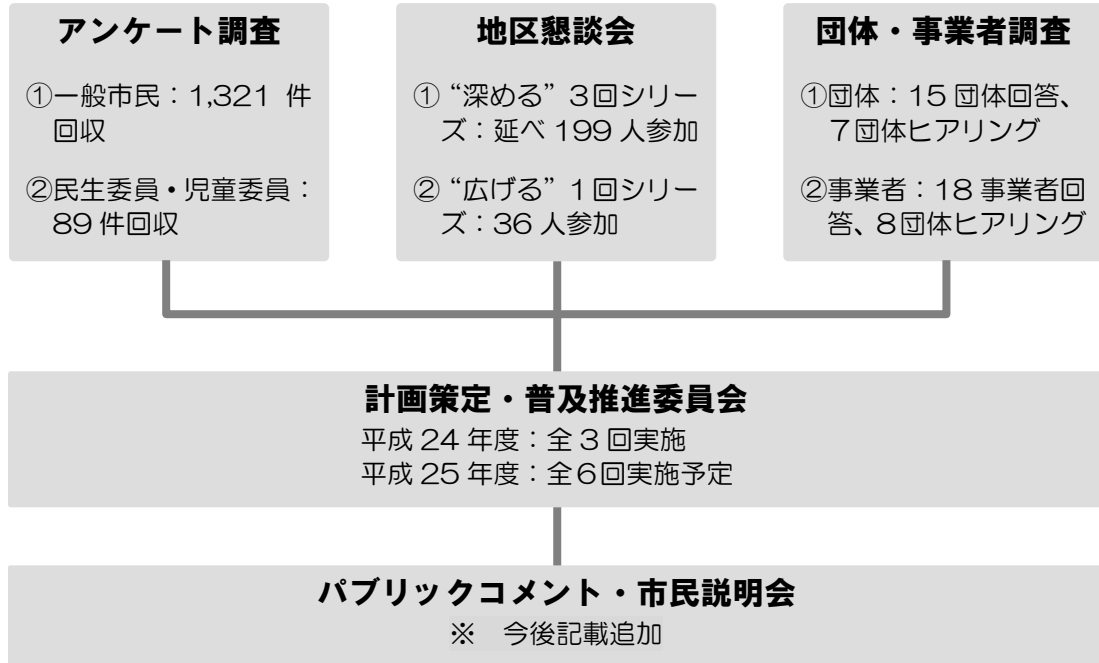 アンケート調査
①一般市民：1,321 件
回収
②民生委員・児童委員：
89 件回収
地区懇談会
① “深める” 3回シリー
ズ：延べ 199 人参加
② “広げる” 1回シリー
ズ：36 人参加
団体・事業者調査
①団体：15 団体回答、
7団体ヒアリング
②事業者：18 事業者回
答、8団体ヒアリング
計画策定・普及推進委員会
平成 24 年度：全 3 回実施
平成 25 年度：全6回実施予定
パブリックコメント・市民説明会
※　今後記載追加